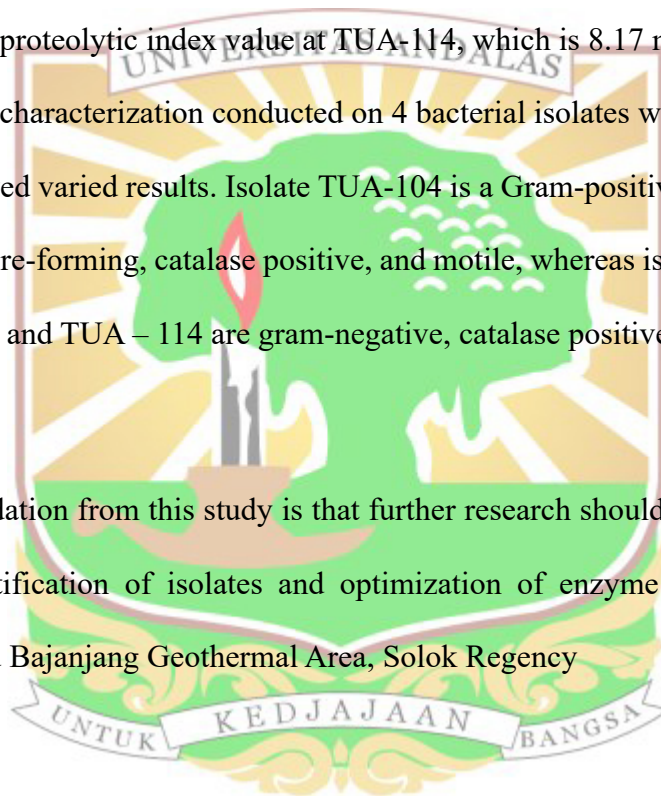 proteolytic index value at TUA-114, which is 8.17
UNIVERSITAS ANDALAS
characterization conducted on 4 bacterial isolates
varied results. Isolate TUA-104 is a Gram-positive
re-forming, catalase positive, and motile, whereas
and TUA – 114 are gram-negative, catalase positive
dation from this study is that further research should
tification of isolates and optimization of enzyme
Bajanjang Geothermal Area, Solok Regency
UNTUK KEDJAJAAN BANGSA